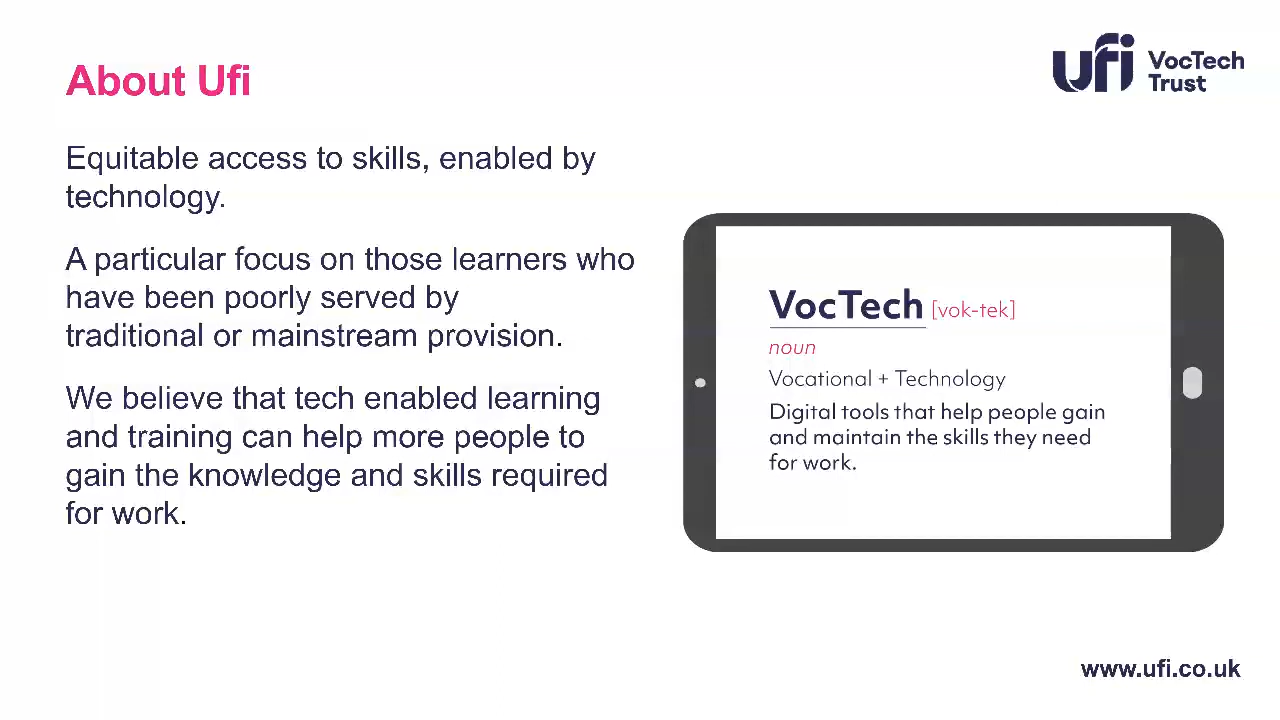 About Ufi
ufi VocTech
Trust
Equitable access to skills, enabled by
technology.
A particular focus on those learners who
have been poorly served by
traditional or mainstream provision.
We believe that tech enabled learning
and training can help more people to
gain the knowledge and skills required
for work.
VocTech [vok-tek]
noun
Vocational + Technology
Digital tools that help people gain
and maintain the skills they need
for work.
www.ufi.co.uk